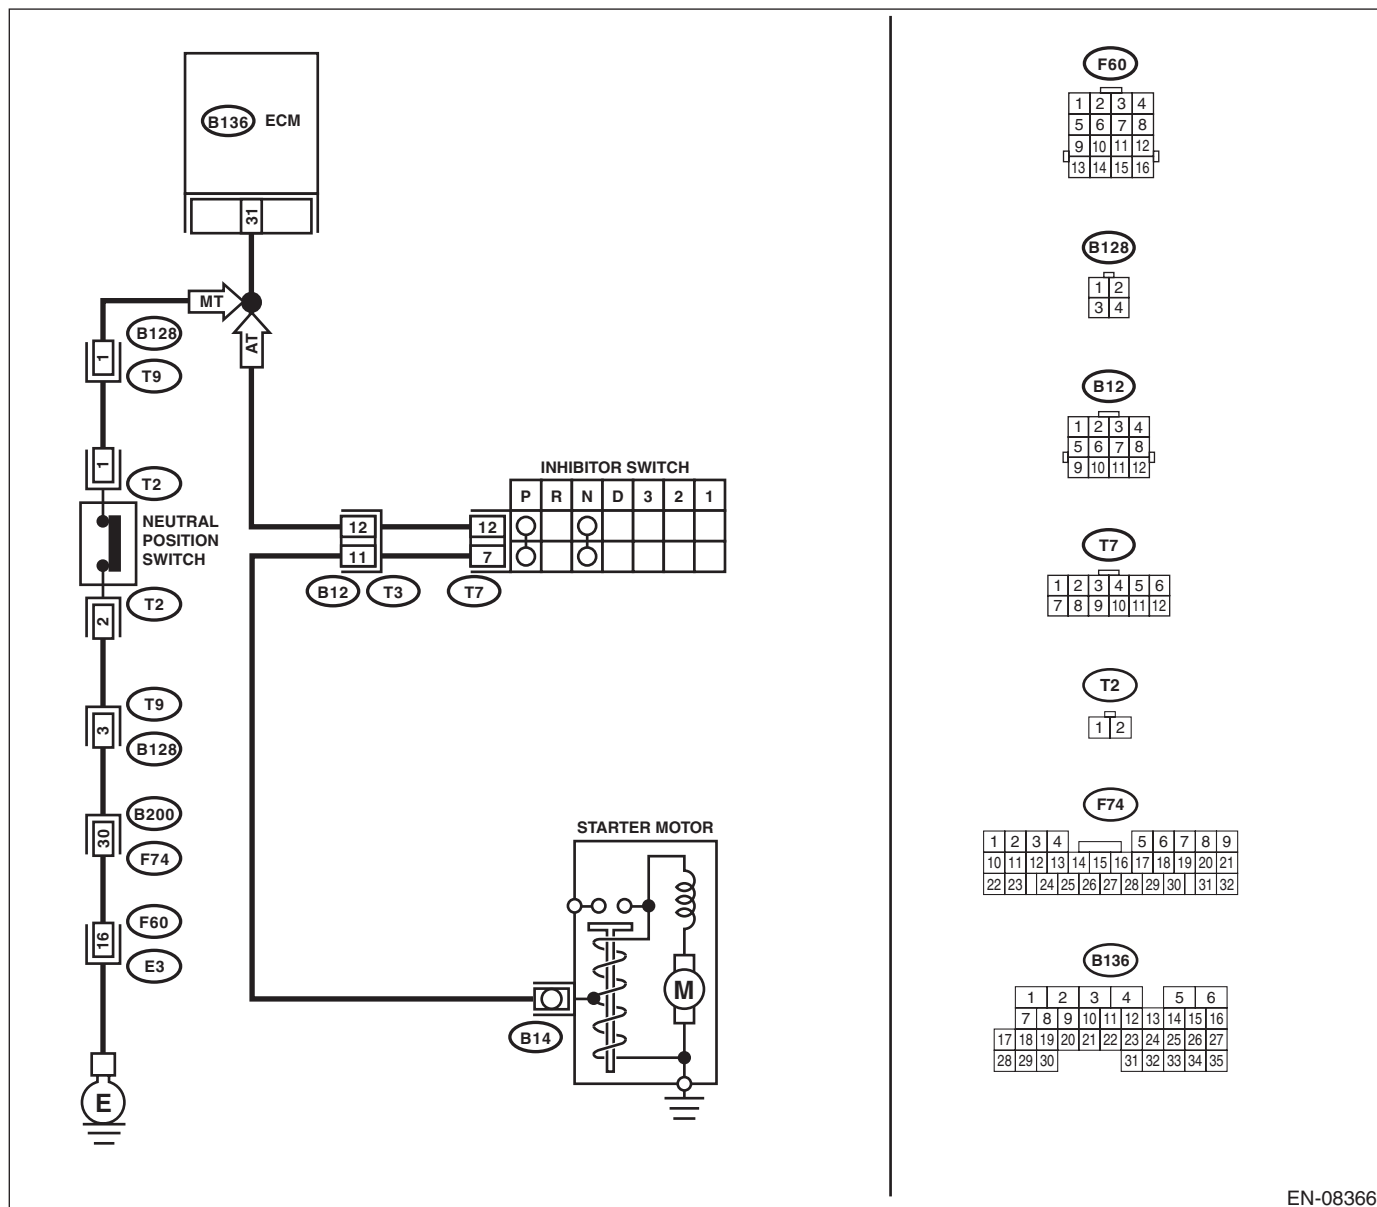 B136 ECM
31
MT
AT
B128
1
T9
1
T2
NEUTRAL
POSITION
SWITCH
T2
2
T9
3
B128
B200
30
F74
F60
16
E3
E
INHIBITOR SWITCH
P R N D 3 2 1
12 12
11 7
B12 T3 T7
STARTER MOTOR
M
B14
F60
1 2 3 4
5 6 7 8
9 10 11 12
13 14 15 16
B128
1 2
3 4
B12
1 2 3 4
5 6 7 8
9 10 11 12
T7
1 2 3 4 5 6
7 8 9 10 11 12
T2
1 2
F74
1 2 3 4 5 6 7 8 9
10 11 12 13 14 15 16 17 18 19 20 21
22 23 24 25 26 27 28 29 30 31 32
B136
1 2 3 4 5 6
7 8 9 10 11 12 13 14 15 16
17 18 19 20 21 22 23 24 25 26 27
28 29 30 31 32 33 34 35
EN-08366